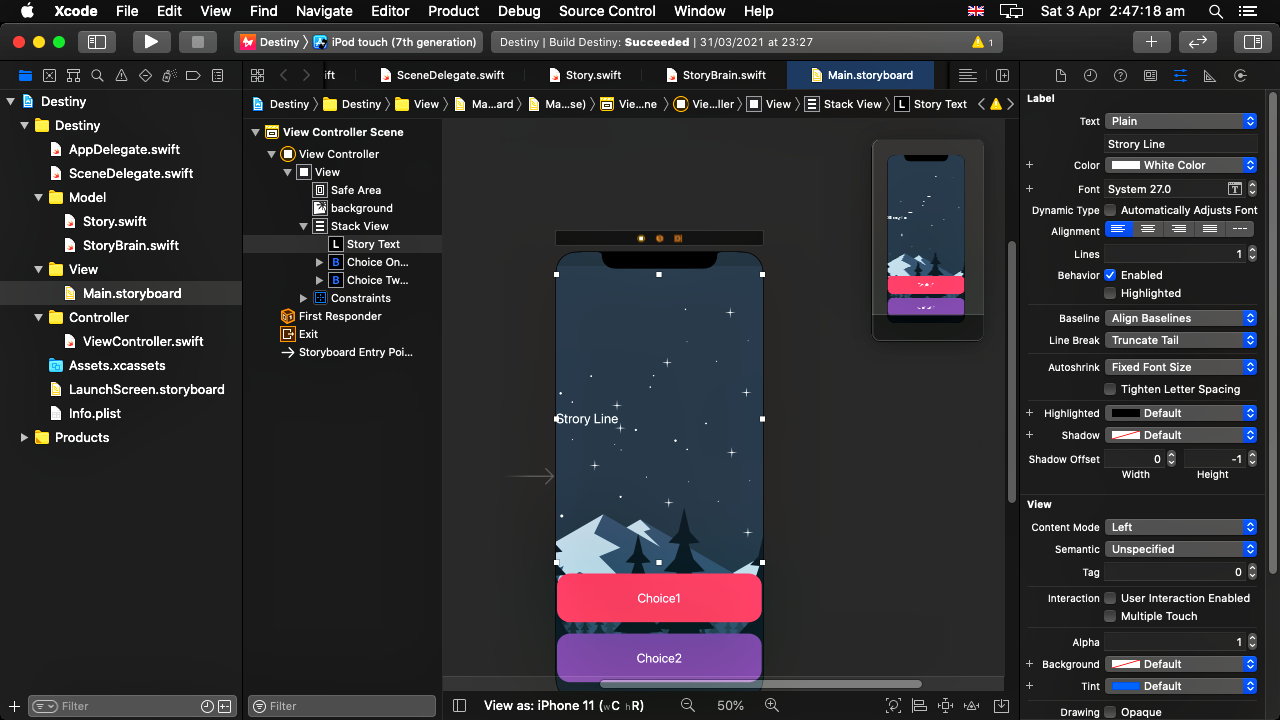 Xcode File Edit View Find Navigate Editor Product Debug Source Control Window Help Sat 3 Apr 2:47:18 am
Destiny 〉 iPod touch (7th generation) Destiny | Build Destiny: Succeeded | 31/03/2021 at 23:27 1
ift SceneDelegate.swift Story.swift StoryBrain.swift Main.storyboard
Destiny 〉 Destiny 〉 View 〉 Ma...ard 〉 Ma...se) 〉 Vie...ne 〉 Vie...ller 〉 View 〉 Stack View 〉 L Story Text
Destiny
Destiny
AppDelegate.swift
SceneDelegate.swift
Model
Story.swift
StoryBrain.swift
View
Main.storyboard
Controller
ViewController.swift
Assets.xcassets
LaunchScreen.storyboard
Info.plist
Products
Filter
View Controller Scene
View Controller
View
Safe Area
background
Stack View
L Story Text
B Choice On...
B Choice Tw...
Constraints
First Responder
Exit
Storyboard Entry Poi...
Filter
Strory Line
Choice1
Choice2
View as: iPhone 11 (wC hR) 50%
Label
Text Plain
Strory Line
Color White Color
Font System 27.0
Dynamic Type Automatically Adjusts Font
Alignment
Lines 1
Behavior Enabled
Highlighted
Baseline Align Baselines
Line Break Truncate Tail
Autoshrink Fixed Font Size
Tighten Letter Spacing
Highlighted Default
Shadow Default
Shadow Offset 0 -1
Width Height
View
Content Mode Left
Semantic Unspecified
Tag 0
Interaction User Interaction Enabled
Multiple Touch
Alpha 1
Background Default
Tint Default
Drawing Opaque